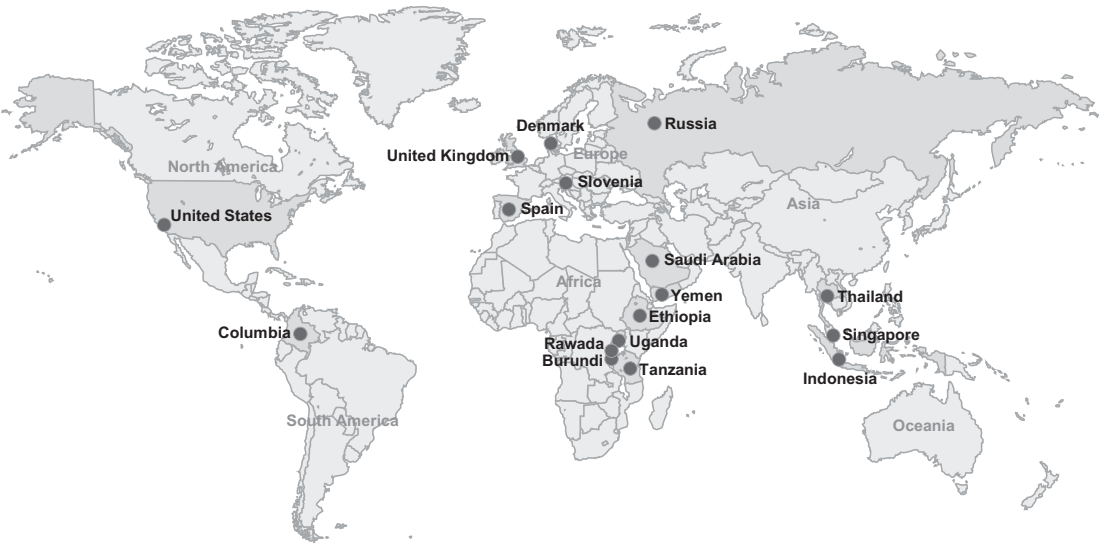 Denmark
Russia
United Kingdom
Europe
North America
Slovenia
Asia
United States
Spain
Saudi Arabia
Africa
Yemen
Thailand
Ethiopia
Columbia
Singapore
Rawada
Uganda
Burundi
Tanzania
Indonesia
South America
Oceania